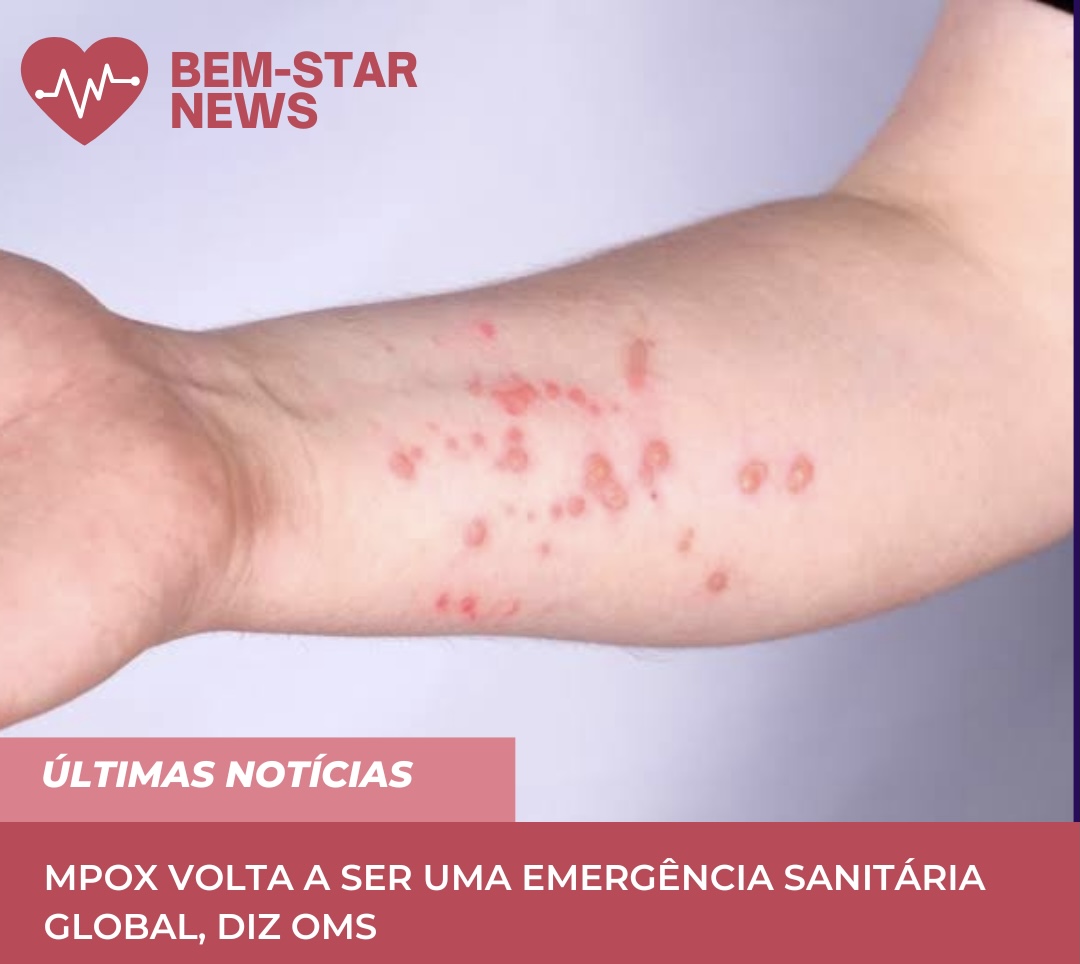 BEM-STAR
NEWS
ÚLTIMAS NOTÍCIAS
MPOX VOLTA A SER UMA EMERGÊNCIA SANITÁRIA
GLOBAL, DIZ OMS